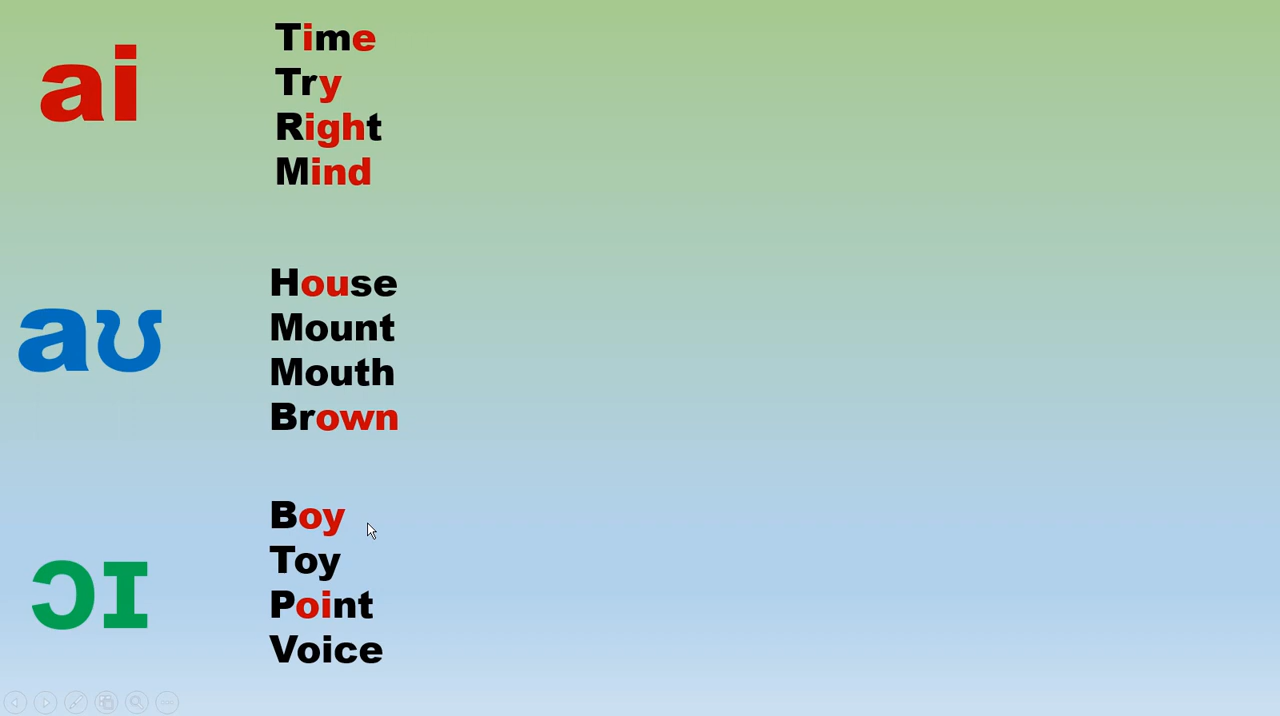 ai
Time
Try
Right
Mind
aʊ
House
Mount
Mouth
Brown
ɔɪ
Boy
Toy
Point
Voice